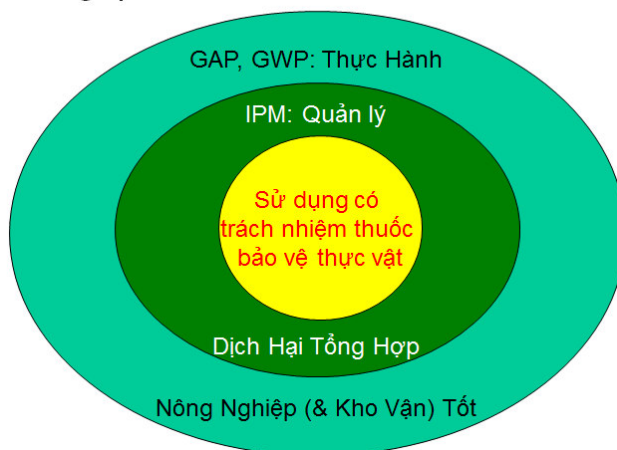 GAP, GWP: Thực Hành
IPM: Quản lý
Sử dụng có
trách nhiệm thuốc
bảo vệ thực vật
Dịch Hại Tổng Hợp
Nông Nghiệp (& Kho Vận) Tốt